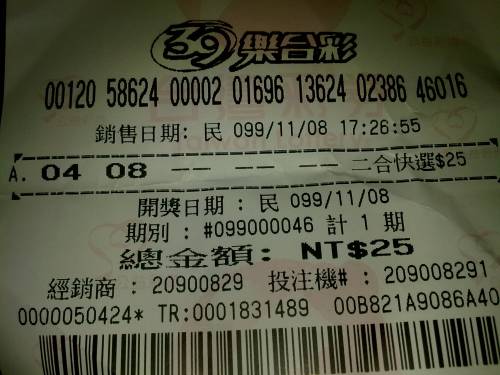 39 樂合彩
00120 58624 00002 01696 13624 02386 46016
銷售日期: 民 099/11/08 17:26:55
A. 04 08 -- -- -- 二合快選$25
開獎日期 : 民 099/11/08
期別 : #099000046 計 1 期
總金額: NT$25
經銷商 : 20900829 投注機# : 209008291
0000050424* TR:0001831489 00B821A9086A40